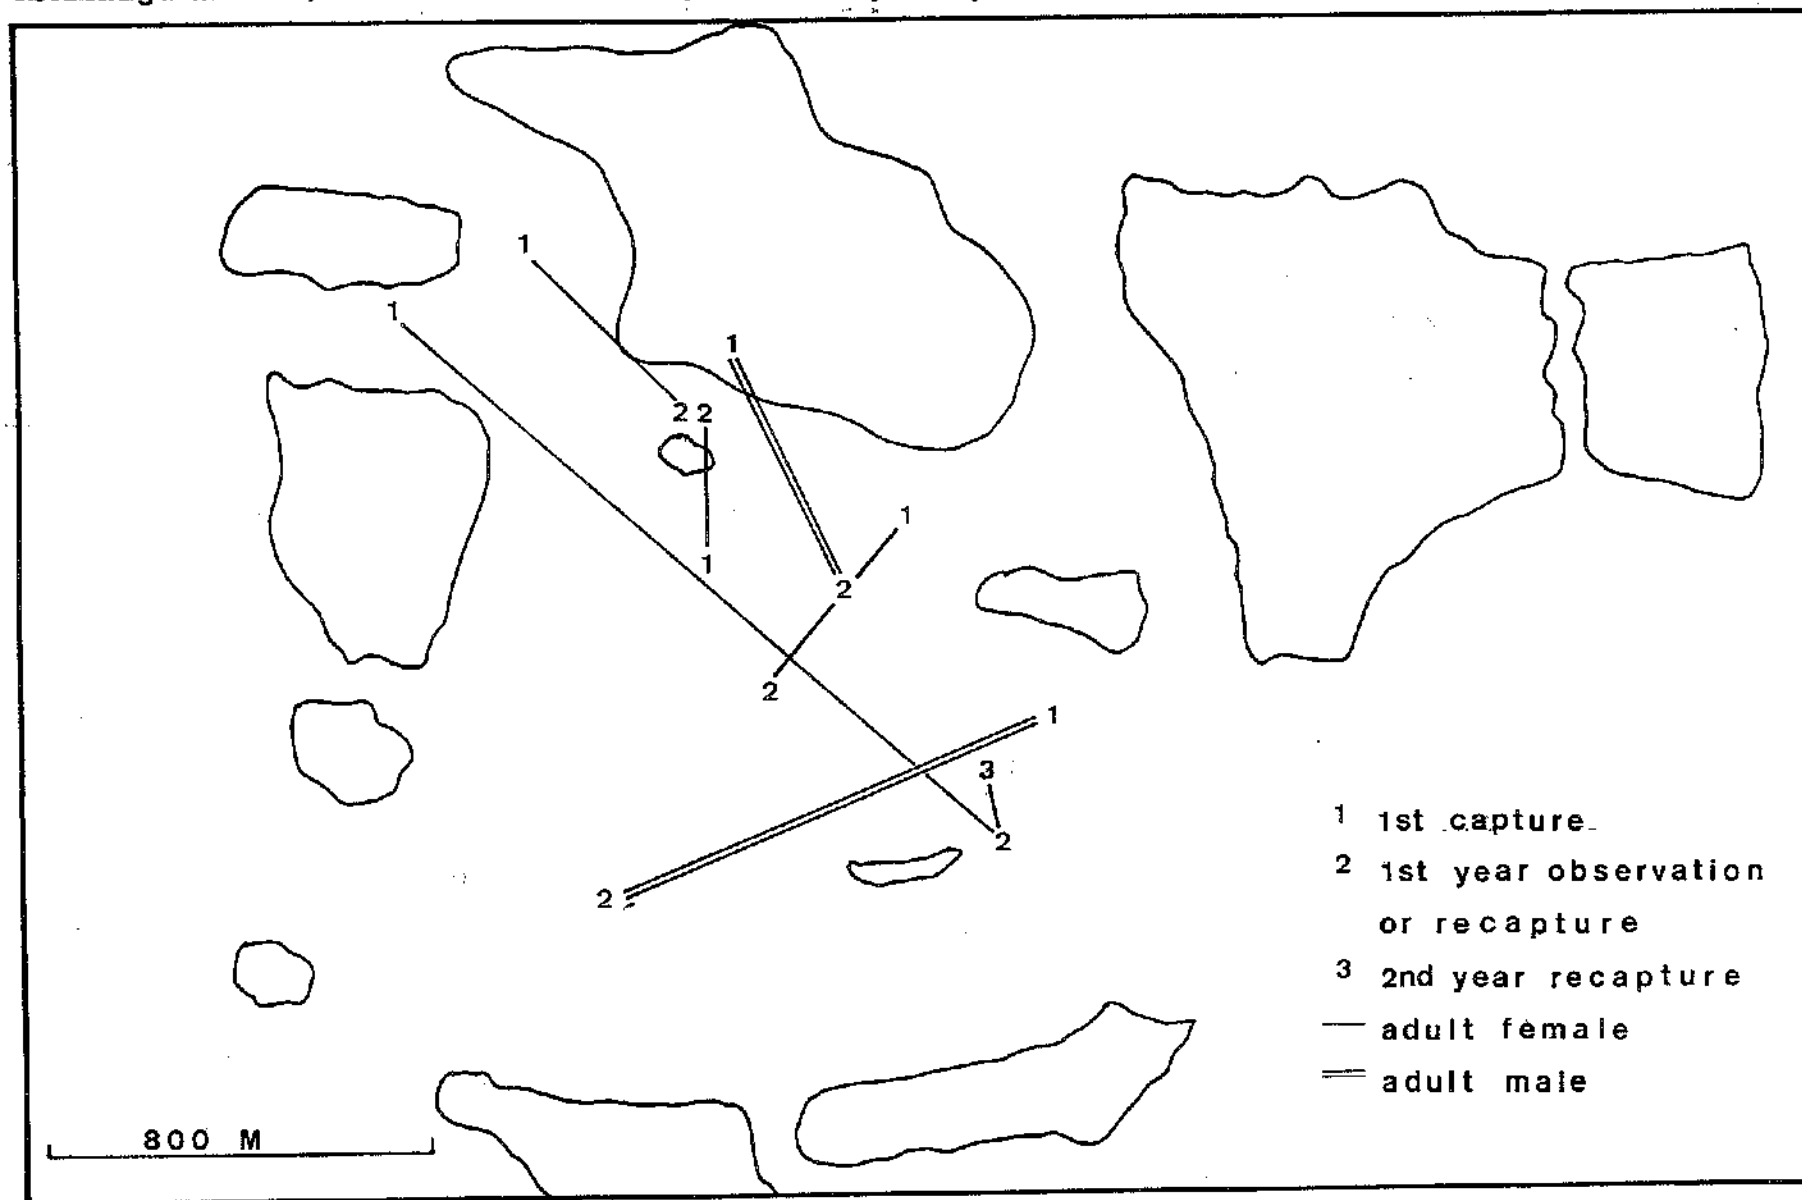 1
1
1
2 2
1
1
2
2
1
3
2
2
1 1st capture
2 1st year observation
or recapture
3 2nd year recapture
adult female
adult male
800 M